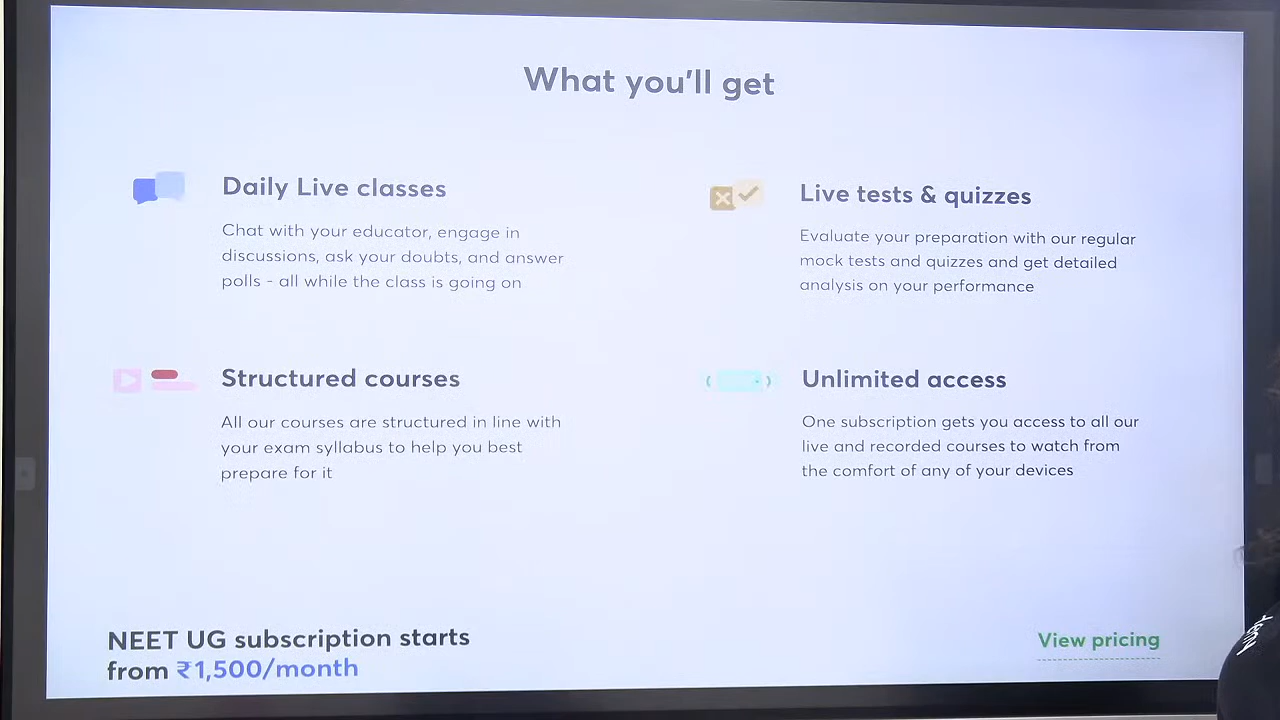 What you'll get
Daily Live classes
Chat with your educator, engage in
discussions, ask your doubts, and answer
polls - all while the class is going on
Live tests & quizzes
Evaluate your preparation with our regular
mock tests and quizzes and get detailed
analysis on your performance
Structured courses
All our courses are structured in line with
your exam syllabus to help you best
prepare for it
Unlimited access
One subscription gets you access to all our
live and recorded courses to watch from
the comfort of any of your devices
NEET UG subscription starts
from ₹1,500/month
View pricing